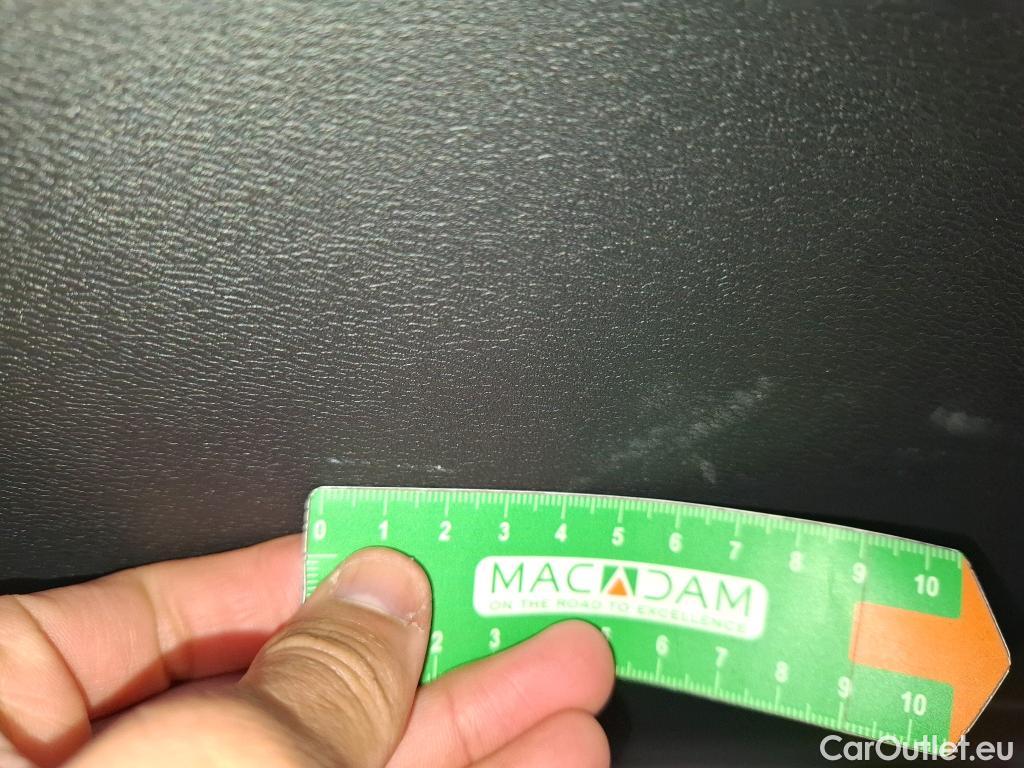 0 1 2 3 4 5 6 7 8 9 10
MACADAM
ON THE ROAD TO EXCELLENCE
2 3 5 6 7 8 9 10
CarOutlet.eu